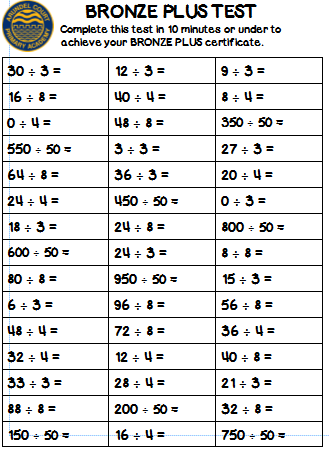 ARUNDEL COURT
PRIMARY ACADEMY
BRONZE PLUS TEST
Complete this test in 10 minutes or under to
achieve your BRONZE PLUS certificate.
30 ÷ 3 = 12 ÷ 3 = 9 ÷ 3 =
16 ÷ 8 = 40 ÷ 4 = 8 ÷ 4 =
0 ÷ 4 = 48 ÷ 8 = 350 ÷ 50 =
550 ÷ 50 = 3 ÷ 3 = 27 ÷ 3 =
64 ÷ 8 = 36 ÷ 3 = 20 ÷ 4 =
24 ÷ 4 = 450 ÷ 50 = 0 ÷ 3 =
18 ÷ 3 = 24 ÷ 8 = 800 ÷ 50 =
600 ÷ 50 = 24 ÷ 3 = 8 ÷ 8 =
80 ÷ 8 = 950 ÷ 50 = 15 ÷ 3 =
6 ÷ 3 = 96 ÷ 8 = 56 ÷ 8 =
48 ÷ 4 = 72 ÷ 8 = 36 ÷ 4 =
32 ÷ 4 = 12 ÷ 4 = 40 ÷ 8 =
33 ÷ 3 = 28 ÷ 4 = 21 ÷ 3 =
88 ÷ 8 = 200 ÷ 50 = 32 ÷ 8 =
150 ÷ 50 = 16 ÷ 4 = 750 ÷ 50 =